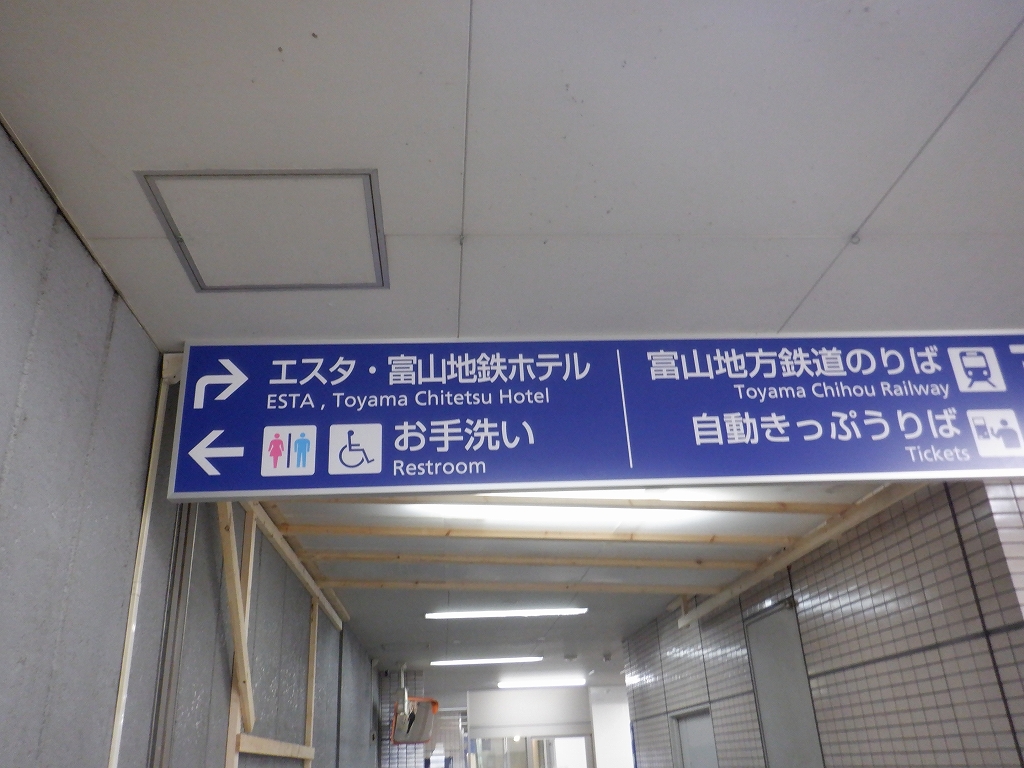 エスタ・富山地鉄ホテル
ESTA , Toyama Chitetsu Hotel
お手洗い
Restroom
富山地方鉄道のりば
Toyama Chihou Railway
自動きっぷうりば
Tickets